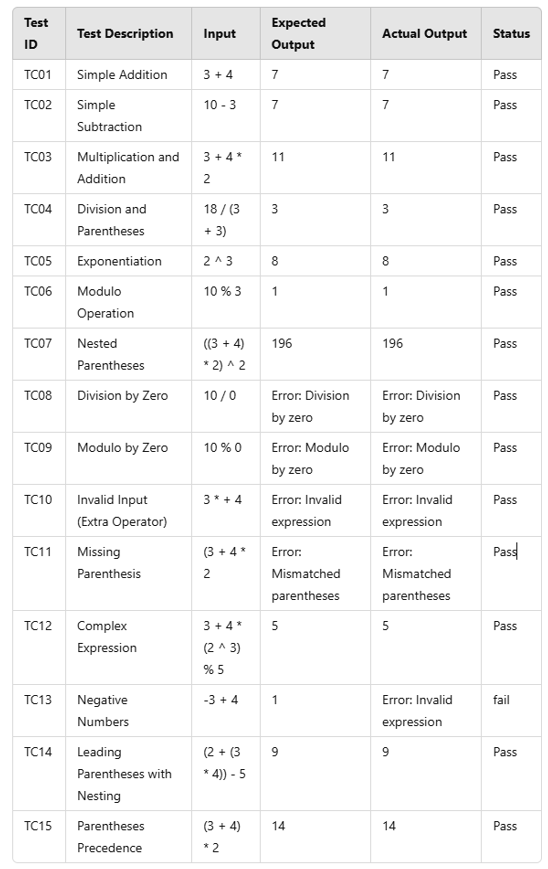 Test ID Test Description Input Expected Output Actual Output Status
TC01 Simple Addition 3 + 4 7 7 Pass
TC02 Simple Subtraction 10 - 3 7 7 Pass
TC03 Multiplication and Addition 3 + 4 * 2 11 11 Pass
TC04 Division and Parentheses 18 / (3 + 3) 3 3 Pass
TC05 Exponentiation 2 ^ 3 8 8 Pass
TC06 Modulo Operation 10 % 3 1 1 Pass
TC07 Nested Parentheses ((3 + 4) * 2) ^ 2 196 196 Pass
TC08 Division by Zero 10 / 0 Error: Division by zero Error: Division by zero Pass
TC09 Modulo by Zero 10 % 0 Error: Modulo by zero Error: Modulo by zero Pass
TC10 Invalid Input (Extra Operator) 3 * + 4 Error: Invalid expression Error: Invalid expression Pass
TC11 Missing Parenthesis (3 + 4 * 2 Error: Mismatched parentheses Error: Mismatched parentheses Pass
TC12 Complex Expression 3 + 4 * (2 ^ 3) % 5 5 5 Pass
TC13 Negative Numbers -3 + 4 1 Error: Invalid expression fail
TC14 Leading Parentheses with Nesting (2 + (3 * 4)) - 5 9 9 Pass
TC15 Parentheses Precedence (3 + 4) * 2 14 14 Pass